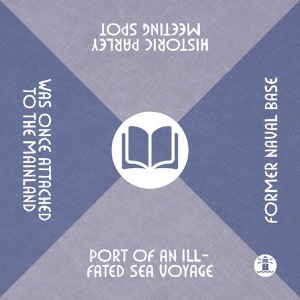 HISTORIC PARLEY
MEETING SPOT
WAS ONCE ATTACHED
TO THE MAINLAND
FORMER NAVAL BASE
PORT OF AN ILL-
FATED SEA VOYAGE